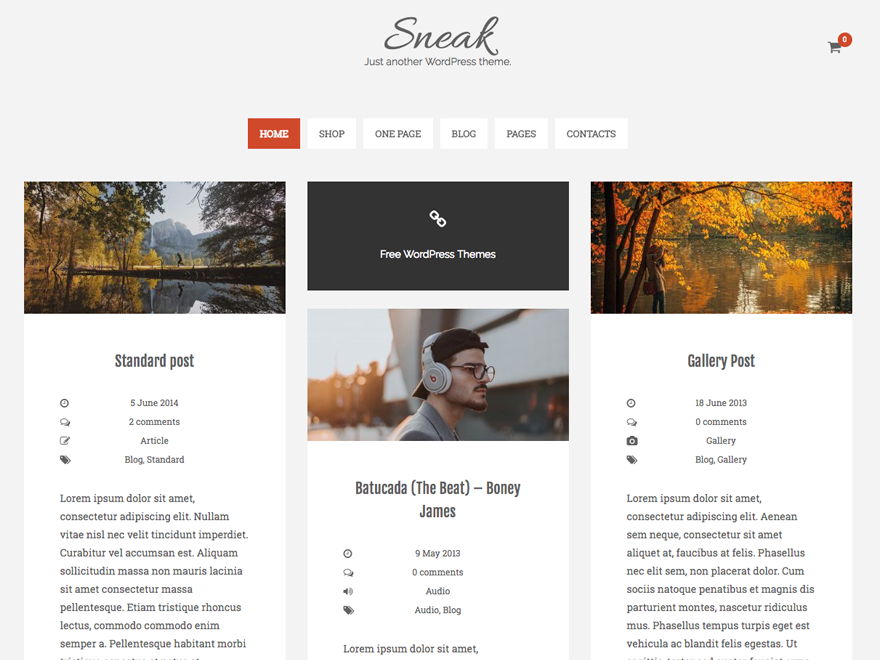 Sneak
Just another WordPress theme.
0
HOME
SHOP
ONE PAGE
BLOG
PAGES
CONTACTS
Standard post
5 June 2014
2 comments
Article
Blog, Standard
Lorem ipsum dolor sit amet,
consectetur adipiscing elit. Nullam
vitae nisl nec velit tincidunt imperdiet.
Curabitur vel accumsan est. Aliquam
sollicitudin massa non mauris lacinia
sit amet consectetur massa
pellentesque. Etiam tristique rhoncus
lectus, commodo commodo enim
semper a. Pellentesque habitant morbi
Free WordPress Themes
Batucada (The Beat) – Boney
James
9 May 2013
0 comments
Audio
Audio, Blog
Lorem ipsum dolor sit amet,
Gallery Post
18 June 2013
0 comments
Gallery
Blog, Gallery
Lorem ipsum dolor sit amet,
consectetur adipiscing elit. Aenean
sem neque, consectetur sit amet
aliquet at, faucibus at felis. Phasellus
nec elit sem, non placerat dolor. Cum
sociis natoque penatibus et magnis dis
parturient montes, nascetur ridiculus
mus. Phasellus tempus turpis eget est
vehicula ac blandit felis egestas. Ut